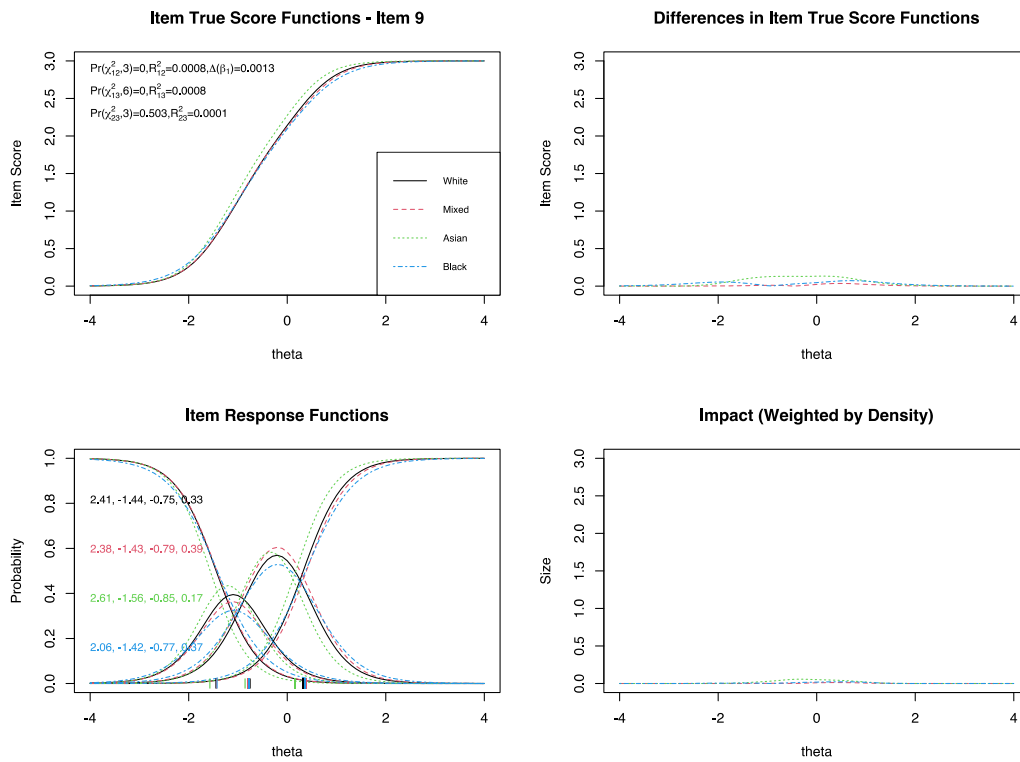 Item True Score Functions - Item 9
Pr(χ²₁₂,3)=0,R²₁₂=0.0008,Δ(β₁)=0.0013
Pr(χ²₁₃,6)=0,R²₁₃=0.0008
Pr(χ²₂₃,3)=0.503,R²₂₃=0.0001
White
Mixed
Asian
Black
Item Score
0.0 0.5 1.0 1.5 2.0 2.5 3.0
-4 -2 0 2 4
theta
Differences in Item True Score Functions
Item Score
0.0 0.5 1.0 1.5 2.0 2.5 3.0
-4 -2 0 2 4
theta
Item Response Functions
2.41, -1.44, -0.75, 0.33
2.38, -1.43, -0.79, 0.39
2.61, -1.56, -0.85, 0.17
2.06, -1.42, -0.77, 0.37
Probability
0.0 0.2 0.4 0.6 0.8 1.0
-4 -2 0 2 4
theta
Impact (Weighted by Density)
Size
0.0 0.5 1.0 1.5 2.0 2.5 3.0
-4 -2 0 2 4
theta